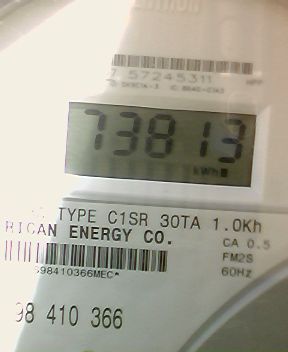 7 57245311
73813
kWh
TYPE C1SR 30TA 1.0Kh
RICAN ENERGY CO.
CA 0.5
FM2S
60Hz
98410366MEC*
98 410 366